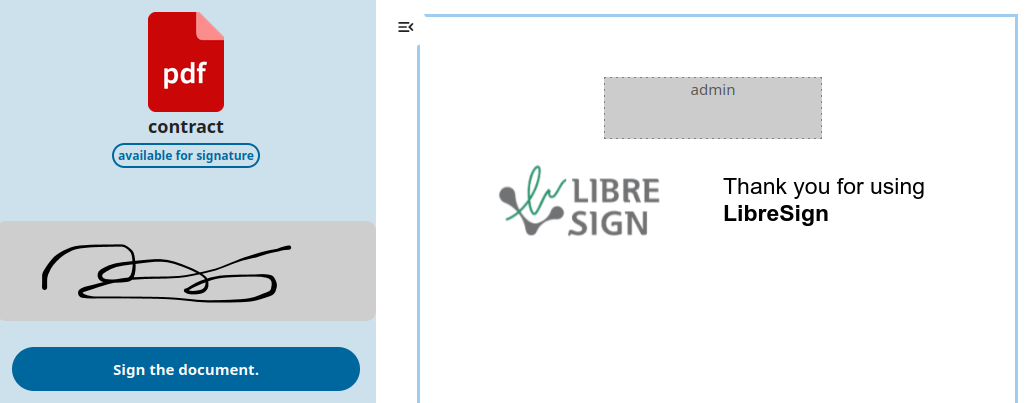 pdf
contract
available for signature
Sign the document.
admin
LIBRE
SIGN
Thank you for using
LibreSign